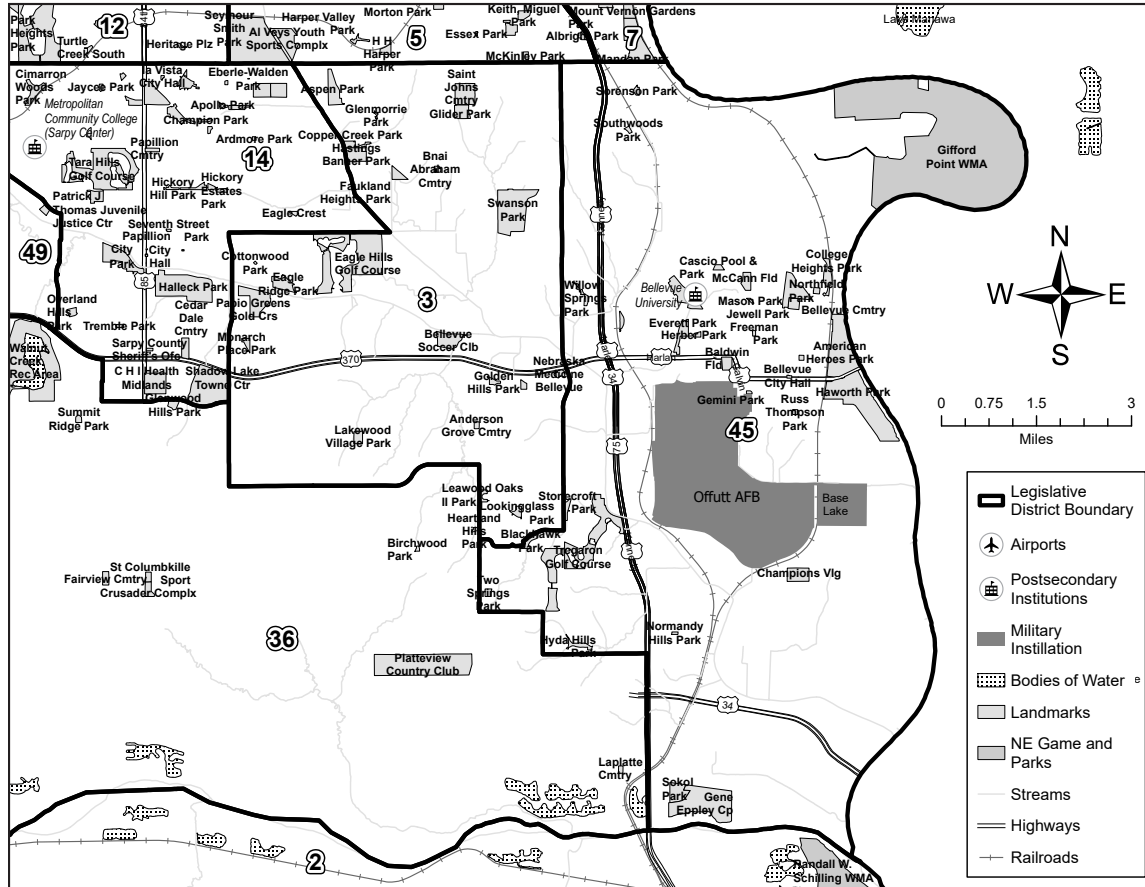 Park
Heights
Park
12
84th
Turtle
Creek South
Heritage Plz
Seymour
Smith
Park
Harper Valley
Park
Al Veys Youth
Sports Complx
Morton Park
5
H H
Harper
Park
Keith, Miguel
Park
Essex Park
Mount Vernon Gardens
Park
7
McKinley Park
Mandan Park
Cimarron
Woods
Park
Jaycee Park
la Vista
City Hall
Eberle-Walden
Park
Aspen Park
Saint
Johns
Cmtry
Glider Park
Sorenson Park
Metropolitan
Community College
(Sarpy Center)
Apollo Park
Champion Park
Glenmorrie
Park
Southwoods
Park
Papillion
Cmtry
Ardmore Park
14
Copper Creek Park
Hastings
Banner Park
Bnai
Abraham
Cmtry
Gifford
Point WMA
Tara Hills
Golf Course
Hickory
Hill Park
Hickory
Estates
Park
Faukland
Heights Park
Swanson
Park
Patrick J
Thomas Juvenile
Justice Ctr
Eagle Crest
Seventh Street
Park
49
Papillion
City
Hall
City
Park
85
Cottonwood
Park
Eagle Hills
Golf Course
Eagle
Ridge Park
Halleck Park
Papio Greens
Gold Crs
3
Willow
Springs
Park
Bellevue
University
Cascio Pool &
Park
McCann Fld
College
Heights Park
Northfield
Park
Mason Park
Jewell Park
Bellevue Cmtry
Freeman
Park
Everett Park
Herber Park
N
W
E
S
Overland
Hills
Park
Tremble Park
Cedar
Dale
Cmtry
Monarch
Place Park
Bellevue
Soccer Clb
370
American
Heroes Park
Walnut
Creek
Rec Area
Sarpy County
Sheriff's Ofc
C H I Health
Midlands
Shadow Lake
Towne Ctr
Glenwood
Hills Park
Golden
Hills Park
Nebraska
Medicine
Bellevue
34
Harlan
Baldwin
Fld
Bellevue
City Hall
Gemini Park
Russ
Thompson
Park
Haworth Park
Summit
Ridge Park
Lakewood
Village Park
Anderson
Grove Cmtry
75
45
0 0.75 1.5 3
Miles
Leawood Oaks
II Park
Lookingglass
Park
Stonecroft
Park
Heartland
Hills
Park
Blackhawk
Park
Offutt AFB
Base
Lake
Birchwood
Park
Tregaron
Golf Course
St Columbkille
Fairview Cmtry
Sport
Crusader Complx
Two
Springs
Park
Champions Vlg
36
Hyda Hills
Park
Normandy
Hills Park
Platteview
Country Club
34
Laplatte
Cmtry
Sokol
Park
Gene
Eppley Cp
2
Randall W.
Schilling WMA
Legislative
District Boundary
Airports
Postsecondary
Institutions
Military
Instillation
Bodies of Water
e
Landmarks
NE Game and
Parks
Streams
Highways
Railroads